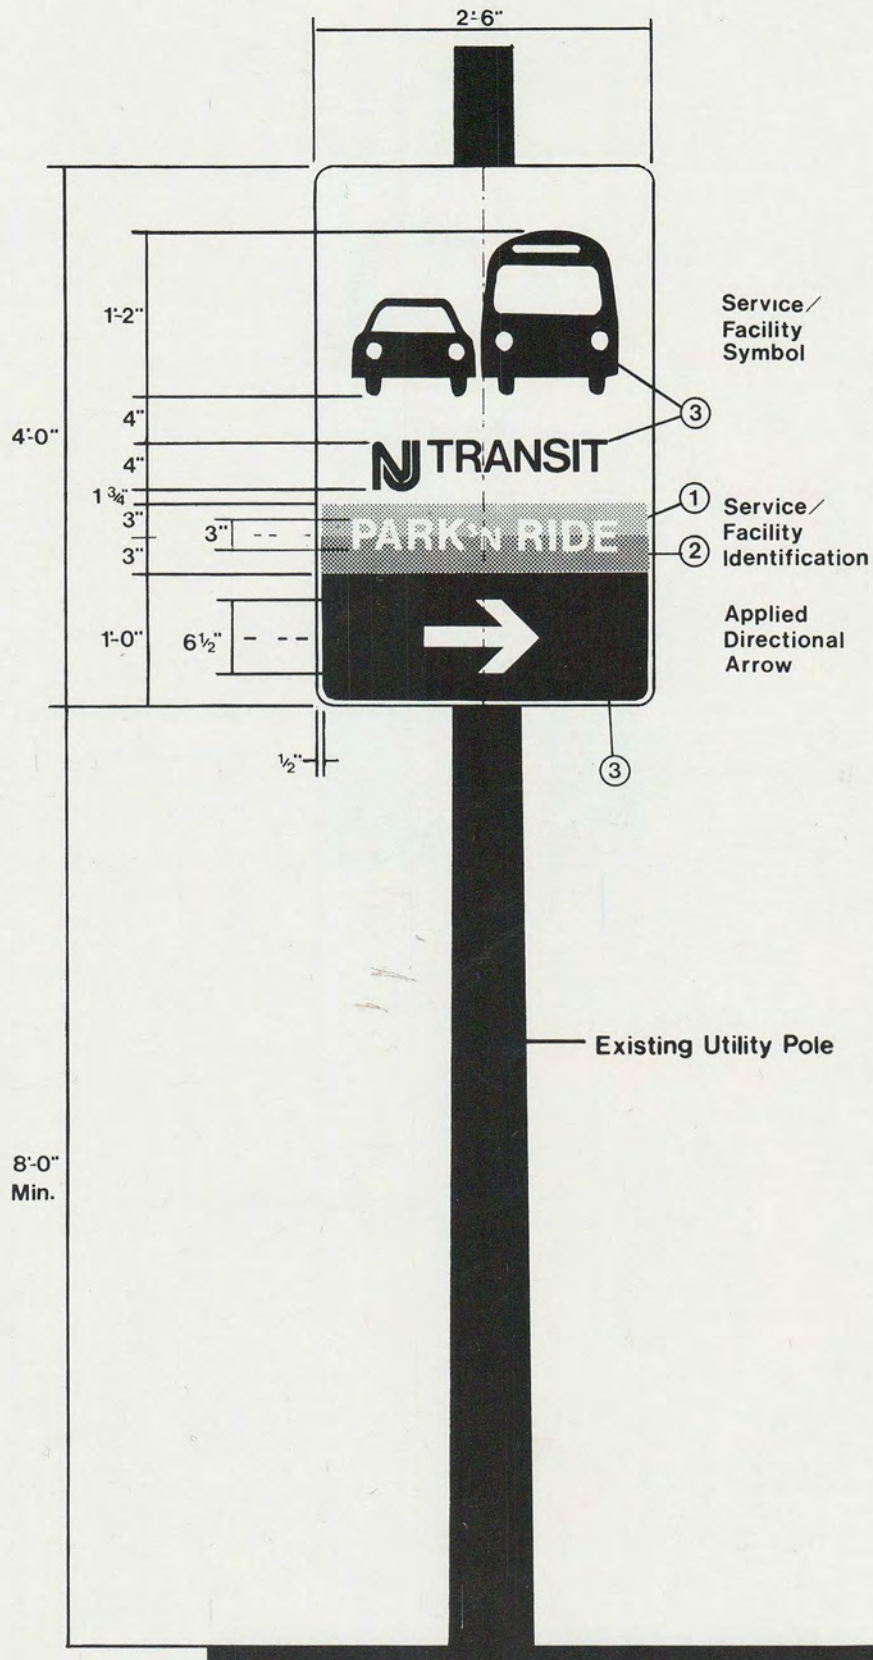 2'-6"
1'-2"
Service/
Facility
Symbol
4"
3
4'-0"
4"
NJ TRANSIT
1 3/4"
1
Service/
Facility
Identification
3"
3"
PARK 'N RIDE
2
3"
Applied
Directional
Arrow
1'-0"
6 1/2"
1/2"
3
Existing Utility Pole
8'-0"
Min.